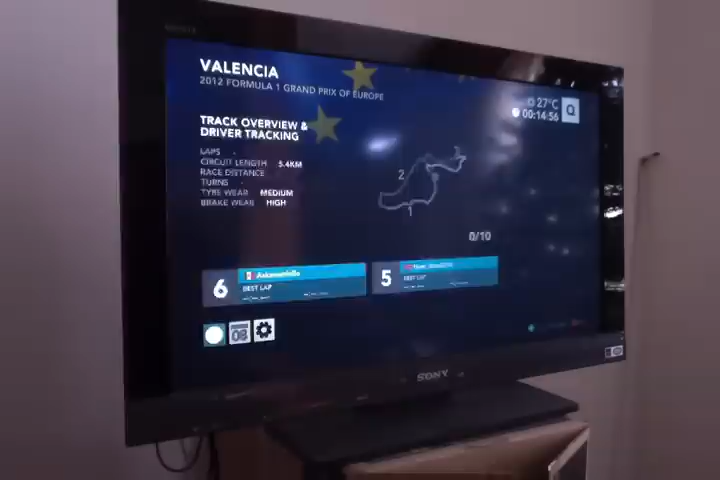 VALENCIA
2012 FORMULA 1 GRAND PRIX OF EUROPE
27°C
Q
00:14:56
TRACK OVERVIEW &
DRIVER TRACKING
LAPS -
CIRCUIT LENGTH 5.4KM
RACE DISTANCE
TURNS -
TYRE WEAR MEDIUM
BRAKE WEAR HIGH
2
1
0/10
6
BEST LAP
5
BEST LAP
08
SONY